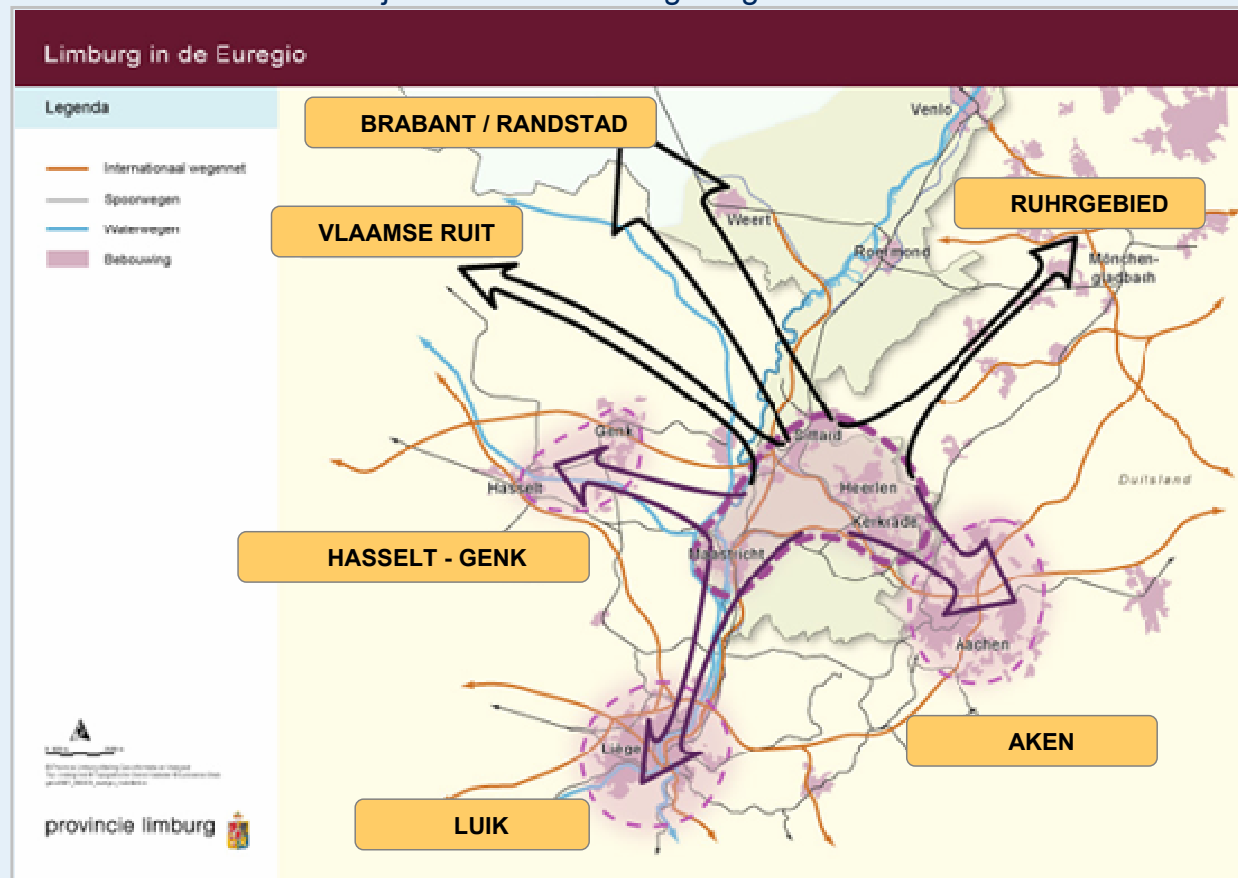 Limburg in de Euregio
Legenda
Internationaal wegennet
Spoorwegen
Waterwegen
Bebouwing
BRABANT / RANDSTAD
VLAAMSE RUIT
RUHRGEBIED
HASSELT - GENK
AKEN
LUIK
Venlo
Weert
Roermond
Mönchen-
gladbach
Sittard
Genk
Hasselt
Heerlen
Kerkrade
Maastricht
Duitsland
Aachen
Liège
provincie limburg